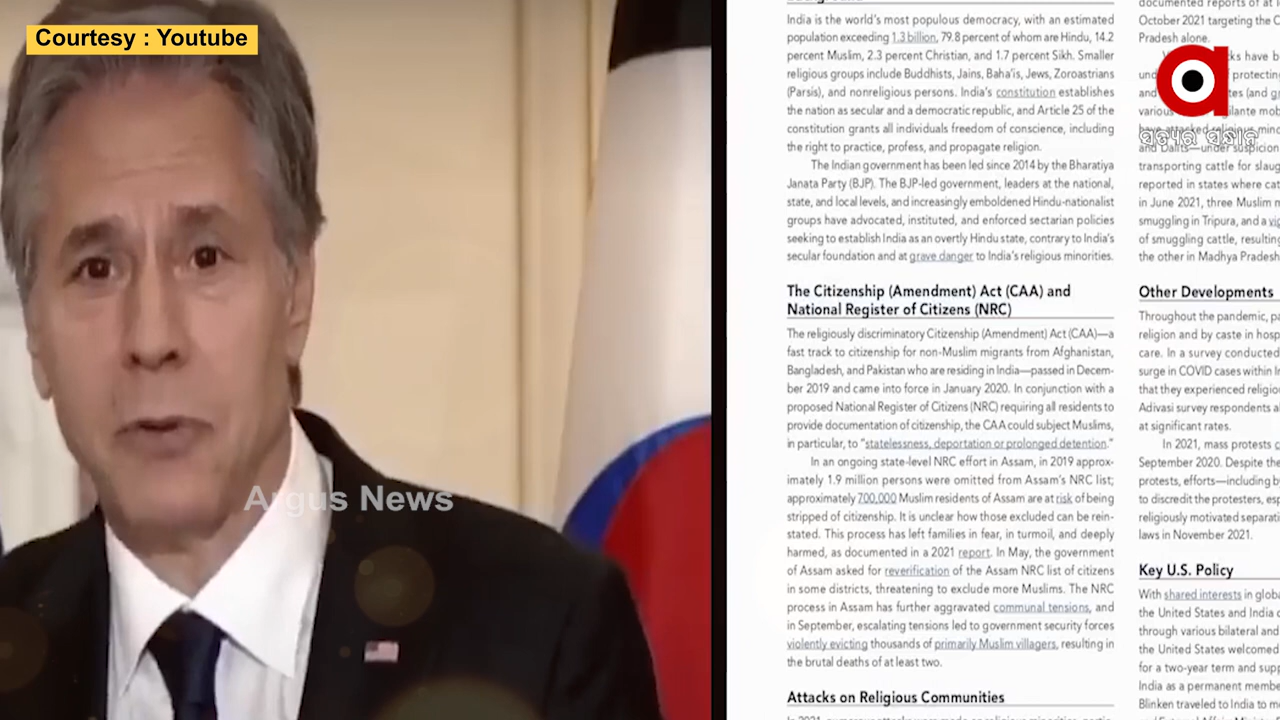 Courtesy : Youtube
Argus News
India is the world's most populous democracy, with an estimated
population exceeding 1.3 billion, 79.8 percent of whom are Hindu, 14.2
percent Muslim, 2.3 percent Christian, and 1.7 percent Sikh. Smaller
religious groups include Buddhists, Jains, Baha'is, Jews, Zoroastrians
(Parsis), and nonreligious persons. India's constitution establishes
the nation as secular and a democratic republic, and Article 25 of the
constitution grants all individuals freedom of conscience, including
the right to practice, profess, and propagate religion.
The Indian government has been led since 2014 by the Bharatiya
Janata Party (BJP). The BJP-led government, leaders at the national,
state, and local levels, and increasingly emboldened Hindu-nationalist
groups have advocated, instituted, and enforced sectarian policies
seeking to establish India as an overtly Hindu state, contrary to India's
secular foundation and at grave danger to India's religious minorities.
The Citizenship (Amendment) Act (CAA) and
National Register of Citizens (NRC)
The religiously discriminatory Citizenship (Amendment) Act (CAA)—a
fast track to citizenship for non-Muslim migrants from Afghanistan,
Bangladesh, and Pakistan who are residing in India—passed in Decem-
ber 2019 and came into force in January 2020. In conjunction with a
proposed National Register of Citizens (NRC) requiring all residents to
provide documentation of citizenship, the CAA could subject Muslims,
in particular, to "statelessness, deportation or prolonged detention."
In an ongoing state-level NRC effort in Assam, in 2019 approx-
imately 1.9 million persons were omitted from Assam's NRC list;
approximately 700,000 Muslim residents of Assam are at risk of being
stripped of citizenship. It is unclear how those excluded can be rein-
stated. This process has left families in fear, in turmoil, and deeply
harmed, as documented in a 2021 report. In May, the government
of Assam asked for reverification of the Assam NRC list of citizens
in some districts, threatening to exclude more Muslims. The NRC
process in Assam has further aggravated communal tensions, and
in September, escalating tensions led to government security forces
violently evicting thousands of primarily Muslim villagers, resulting in
the brutal deaths of at least two.
Attacks on Religious Communities
documented reports of at
October 2021 targeting the
Pradesh alone.
have
protecting
and
various mob
have attacked religious
and Dalits—under suspicion
transporting cattle for
reported in states where
in June 2021, three Muslim
smuggling in Tripura, and a
of smuggling cattle,
the other in Madhya Pradesh
ସତ୍ୟର ସନ୍ଧାନ
Other Developments
Throughout the pandemic,
religion and by caste in
care. In a survey conducted
surge in COVID cases within
that they experienced
Adivasi survey respondents
at significant rates.
In 2021, mass protests
September 2020. Despite the
protests, efforts—including
to discredit the protesters,
religiously motivated
laws in November 2021.
Key U.S. Policy
With shared interests in
the United States and India
through various bilateral and
the United States welcomed
for a two-year term and
India as a permanent
Blinken traveled to India to